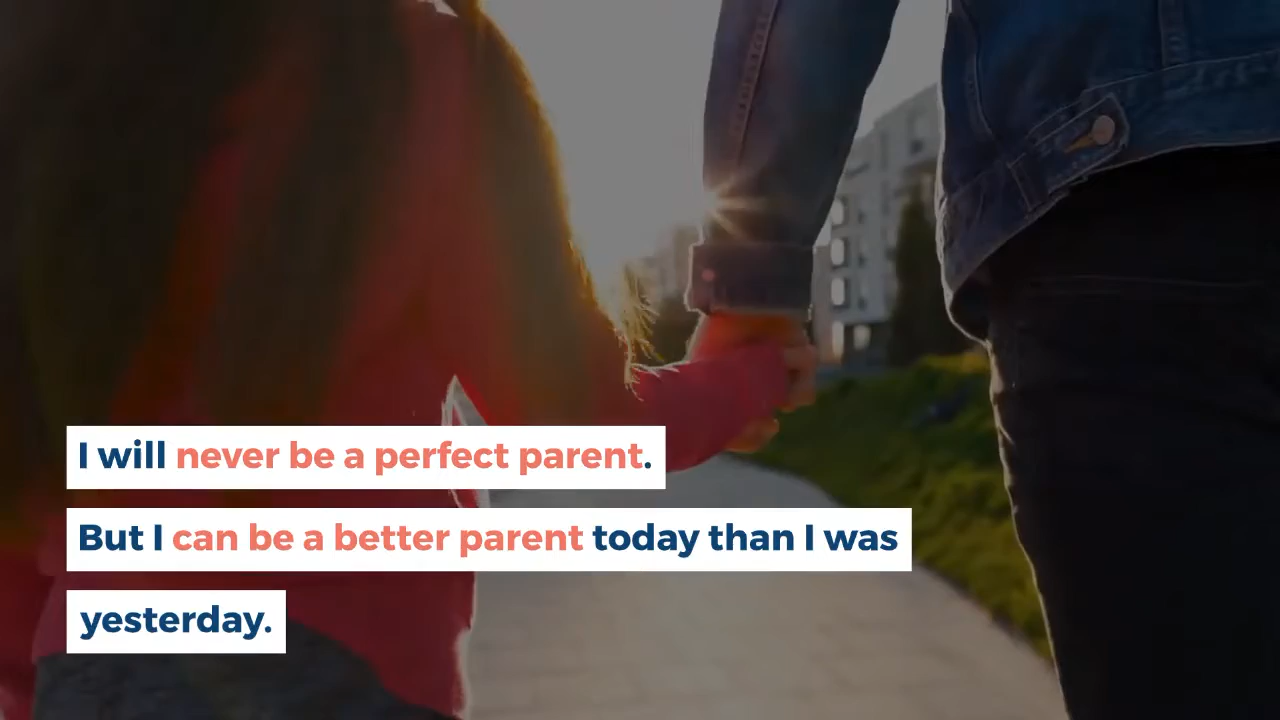 I will never be a perfect parent.
But I can be a better parent today than I was
yesterday.